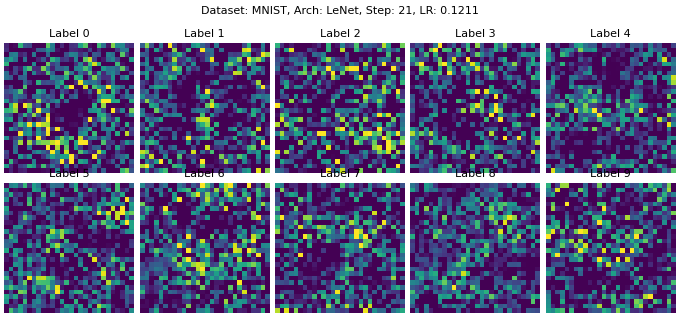 Dataset: MNIST, Arch: LeNet, Step: 21, LR: 0.1211
Label 0 Label 1 Label 2 Label 3 Label 4
Label 5 Label 6 Label 7 Label 8 Label 9